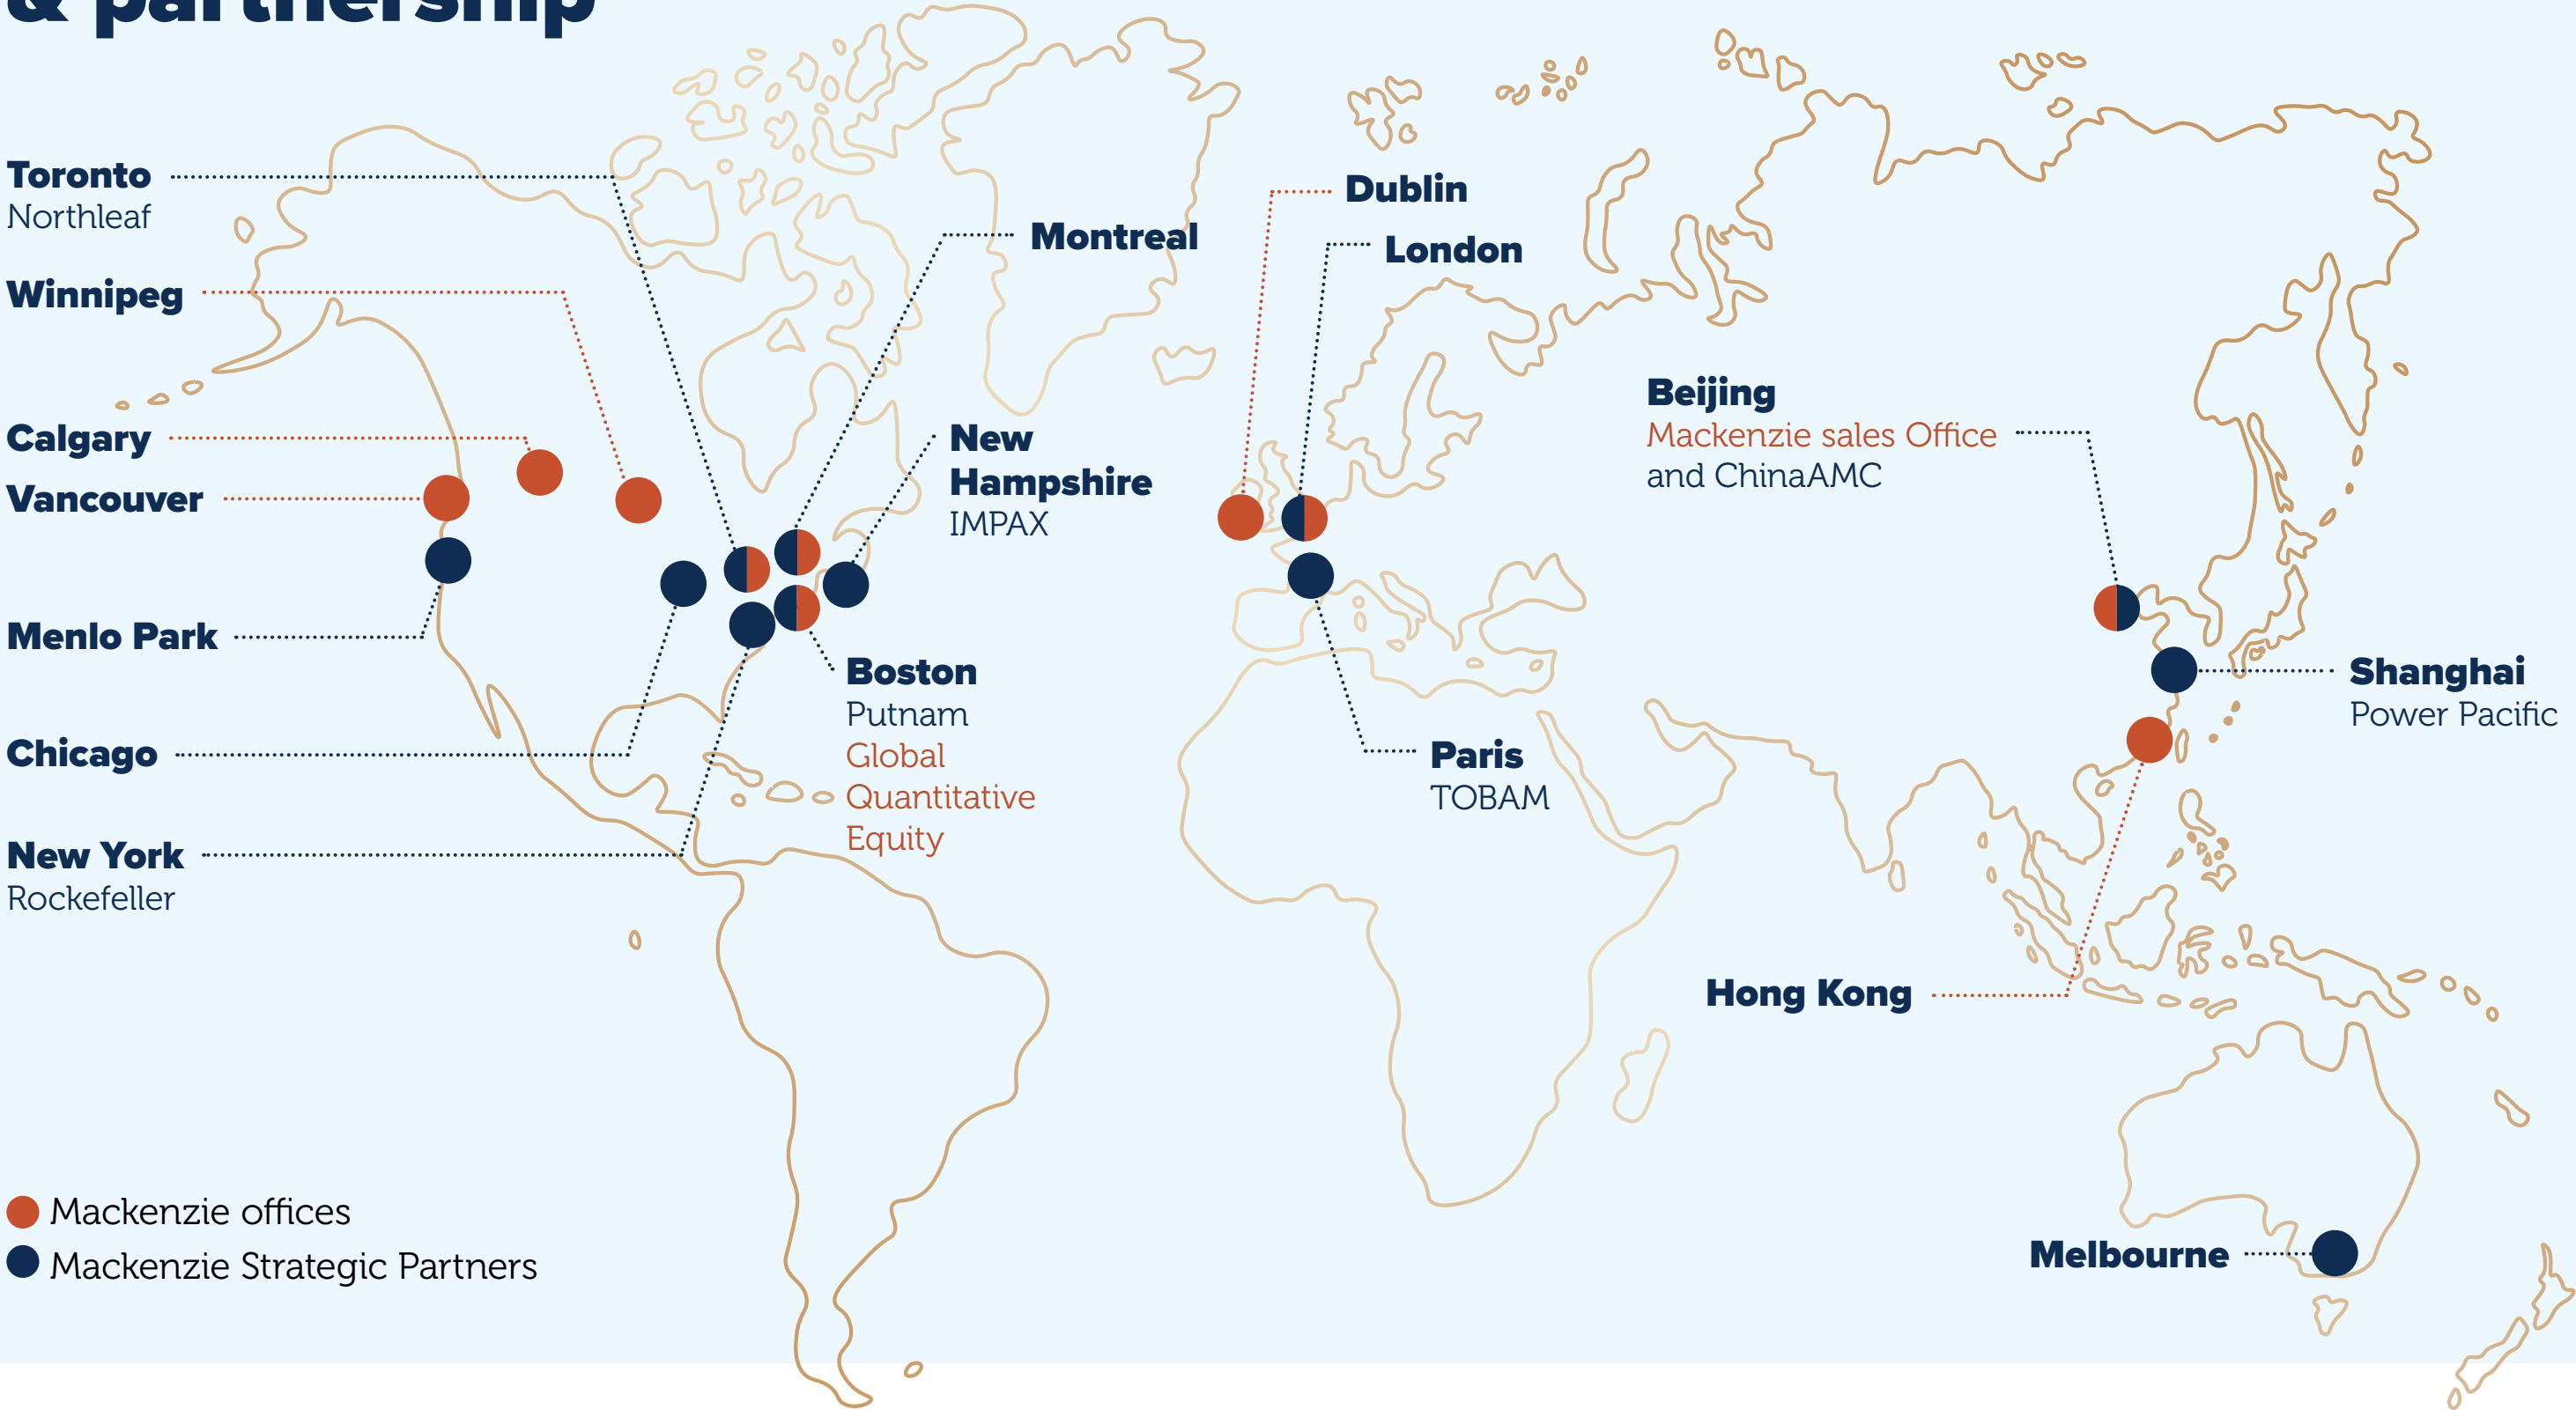 & partnership
Toronto
Northleaf
Winnipeg
Calgary
Vancouver
Menlo Park
Chicago
New York
Rockefeller
Montreal
New
Hampshire
IMPAX
Boston
Putnam
Global
Quantitative
Equity
Dublin
London
Paris
TOBAM
Beijing
Mackenzie sales Office
and ChinaAMC
Shanghai
Power Pacific
Hong Kong
Melbourne
Mackenzie offices
Mackenzie Strategic Partners